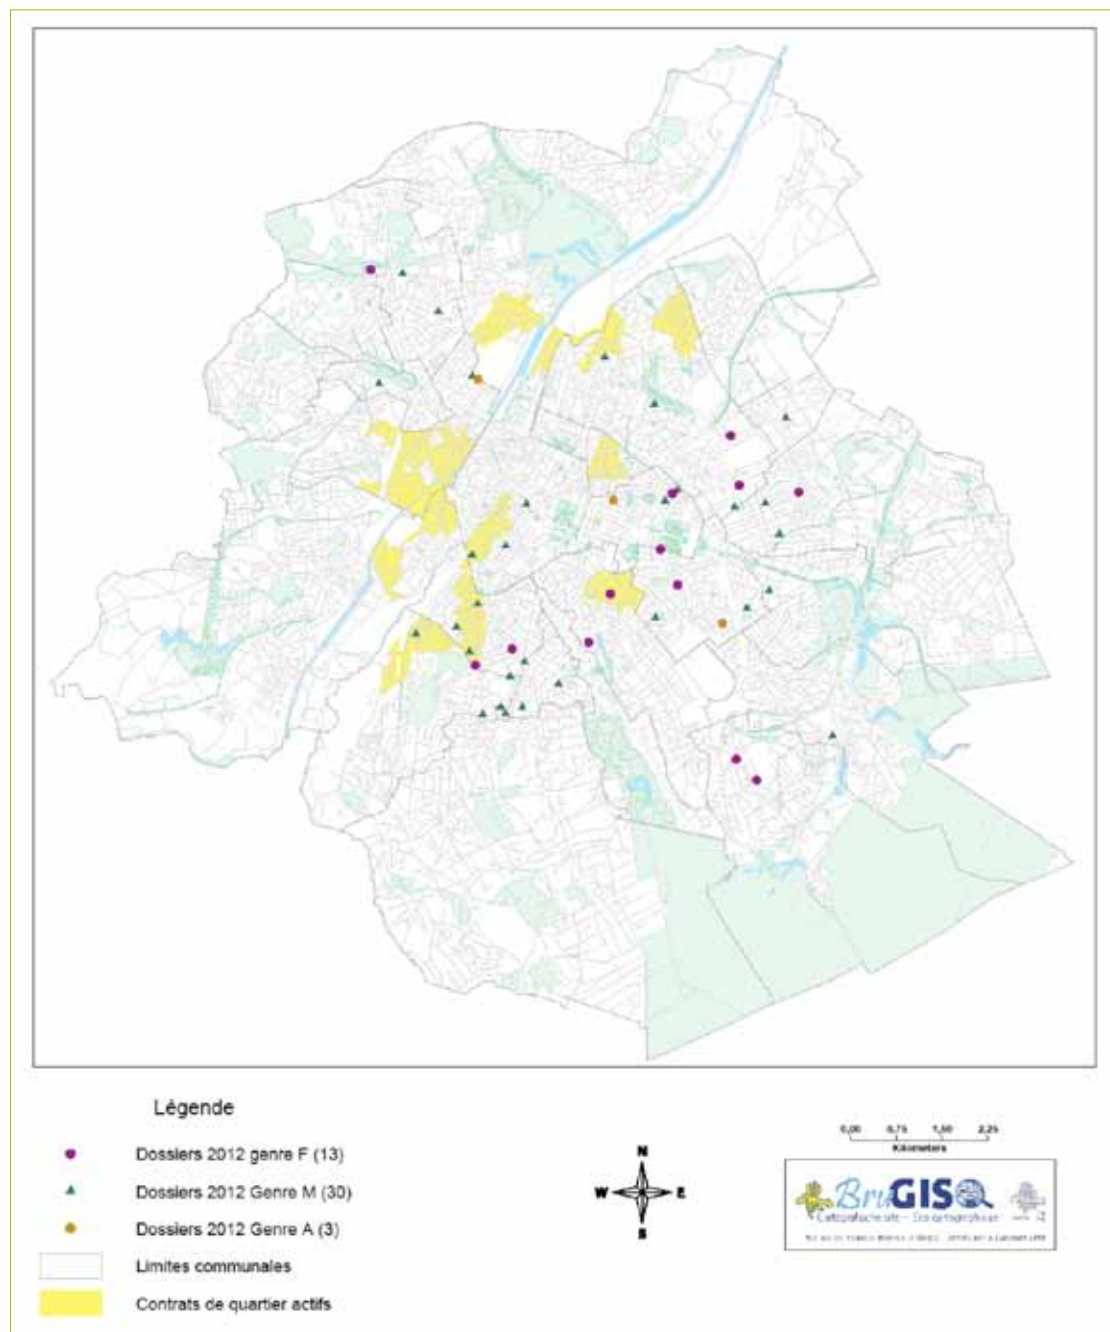 Légende
Dossiers 2012 genre F (13)
Dossiers 2012 Genre M (30)
Dossiers 2012 Genre A (3)
Limites communales
Contrats de quartier actifs
N
W E
S
0,00 0,75 1,50 2,25
Kilometers
BruGIS